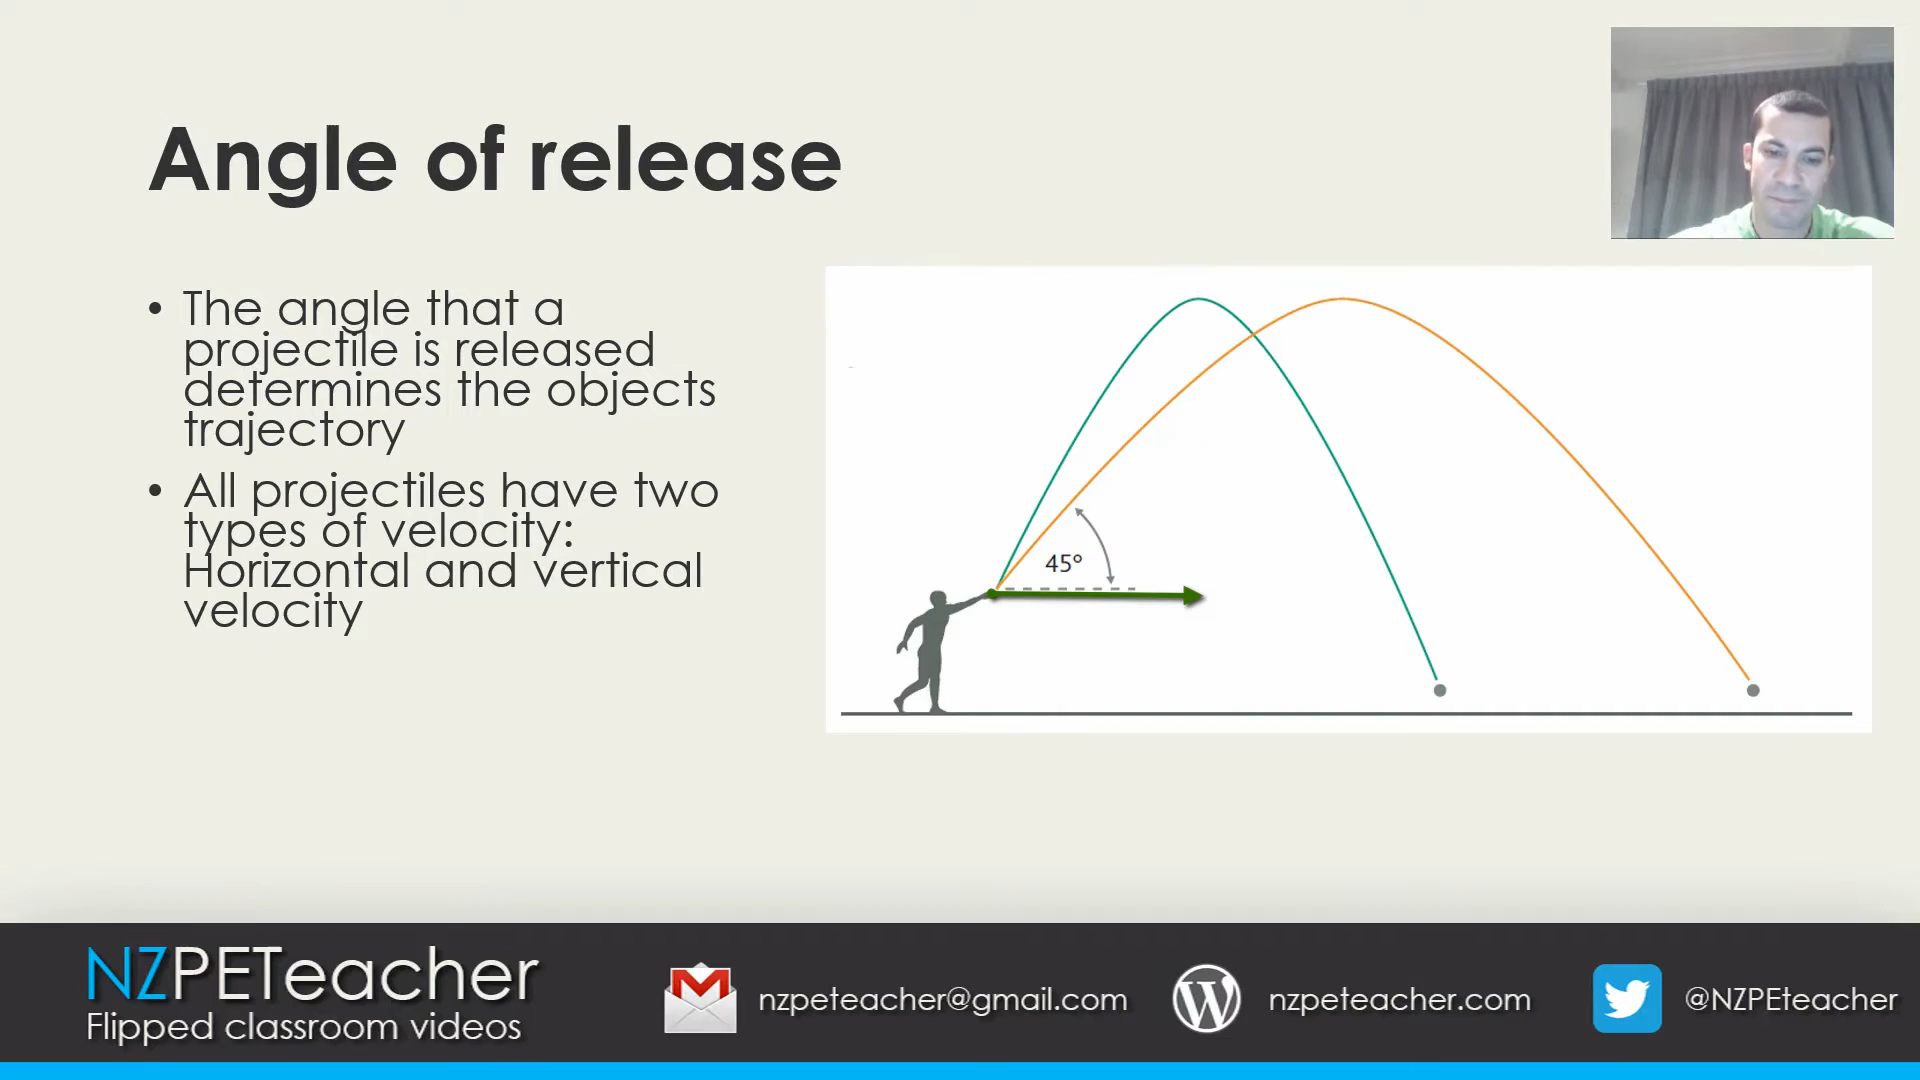 Angle of release
• The angle that a
projectile is released
determines the objects
trajectory
• All projectiles have two
types of velocity:
Horizontal and vertical
velocity
45°
NZPETeacher
Flipped classroom videos
nzpeteacher@gmail.com
nzpeteacher.com
@NZPEteacher